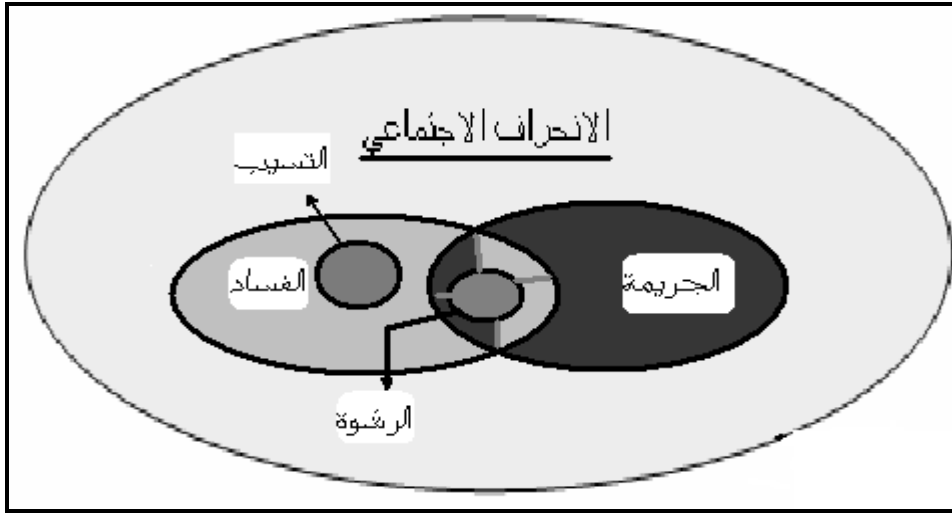 الانحراف الاجتماعي
التسيب
الفساد
الجريمة
الرشوة